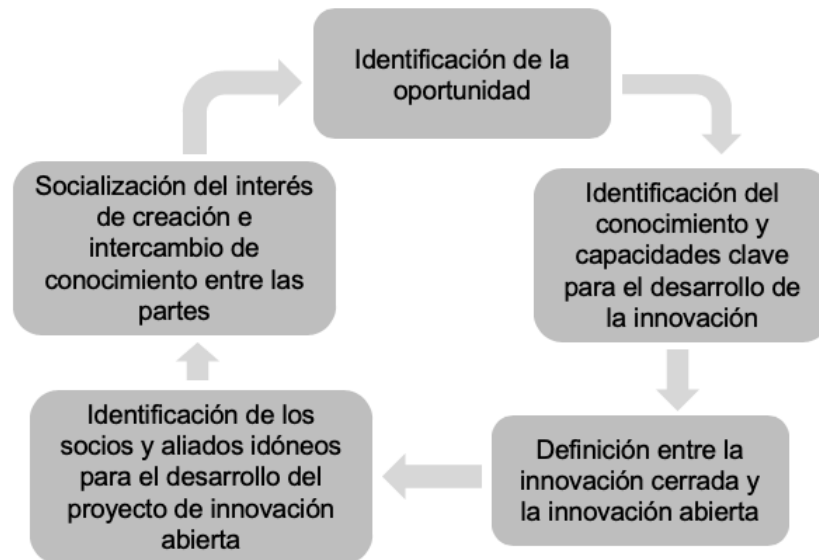 Identificación de la
oportunidad
Identificación del
conocimiento y
capacidades clave
para el desarrollo de
la innovación
Definición entre la
innovación cerrada y
la innovación abierta
Identificación de los
socios y aliados idóneos
para el desarrollo del
proyecto de innovación
abierta
Socialización del interés
de creación e
intercambio de
conocimiento entre las
partes